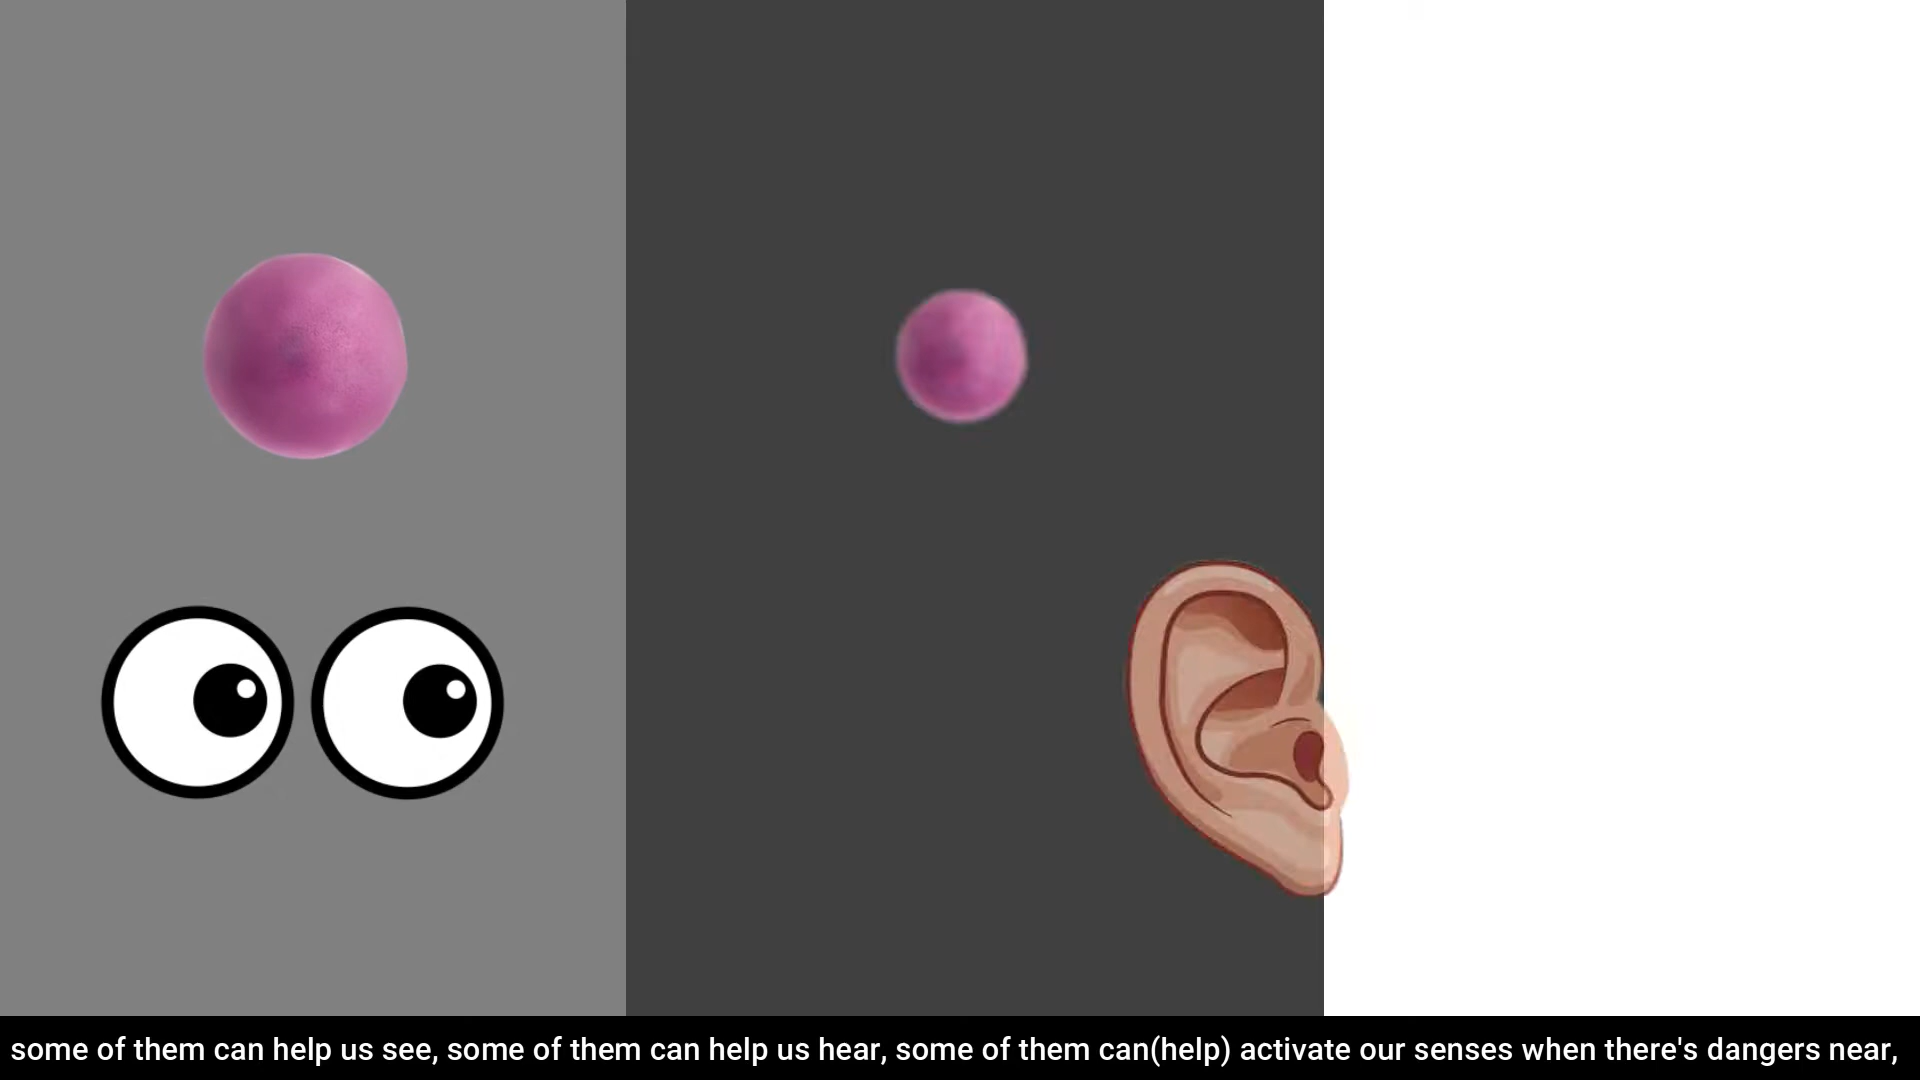 some of them can help us see, some of them can help us hear, some of them can(help) activate our senses when there's dangers near,